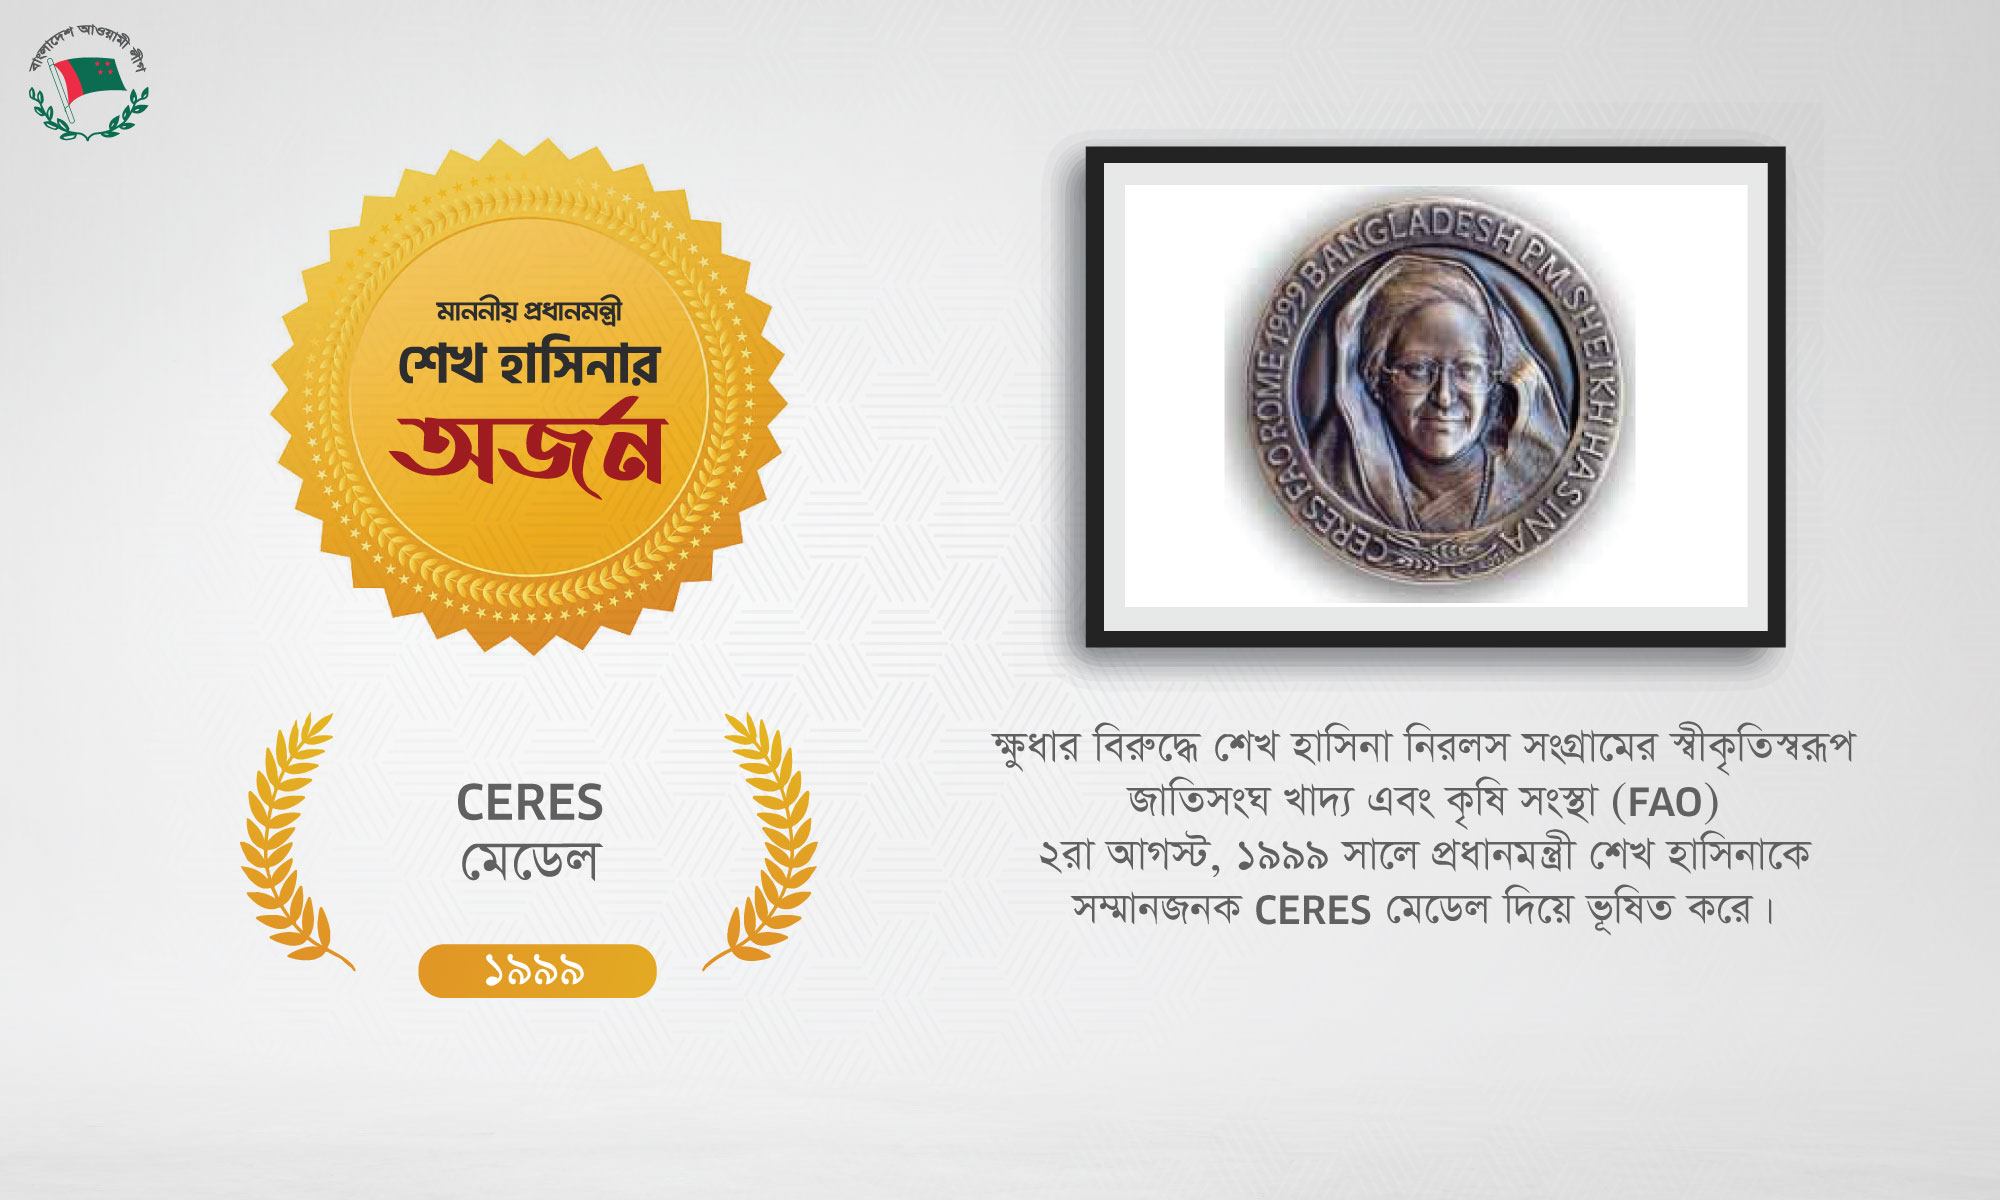 বাংলাদেশ আওয়ামী লীগ
মাননীয় প্রধানমন্ত্রী
শেখ হাসিনার
অর্জন
CERES
মেডেল
১৯৯৯
CERES FAO ROME 1999 BANGLADESH PM SHEIKH HASINA
ক্ষুধার বিরুদ্ধে শেখ হাসিনা নিরলস সংগ্রামের স্বীকৃতিস্বরূপ
জাতিসংঘ খাদ্য এবং কৃষি সংস্থা (FAO)
২রা আগস্ট, ১৯৯৯ সালে প্রধানমন্ত্রী শেখ হাসিনাকে
সম্মানজনক CERES মেডেল দিয়ে ভূষিত করে।